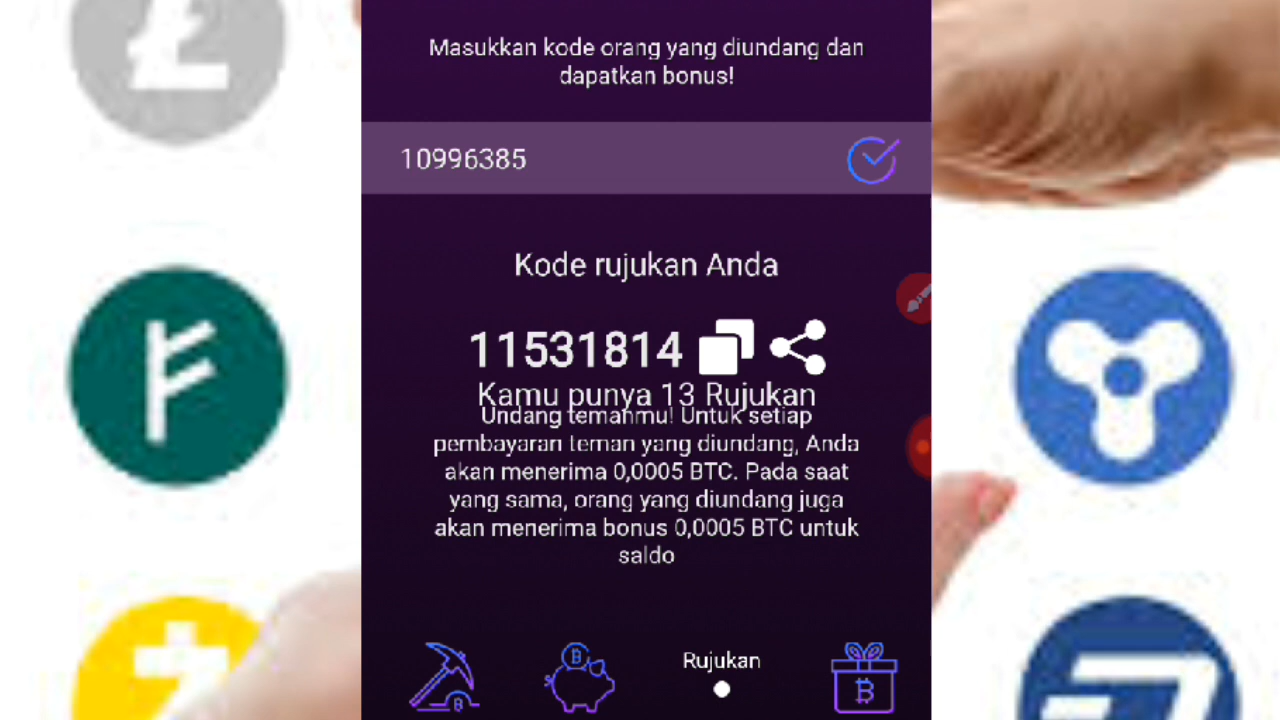 Masukkan kode orang yang diundang dan
dapatkan bonus!
10996385
Kode rujukan Anda
11531814
Kamu punya 13 Rujukan
Undang temanmu! Untuk setiap
pembayaran teman yang diundang, Anda
akan menerima 0,0005 BTC. Pada saat
yang sama, orang yang diundang juga
akan menerima bonus 0,0005 BTC untuk
saldo
Rujukan